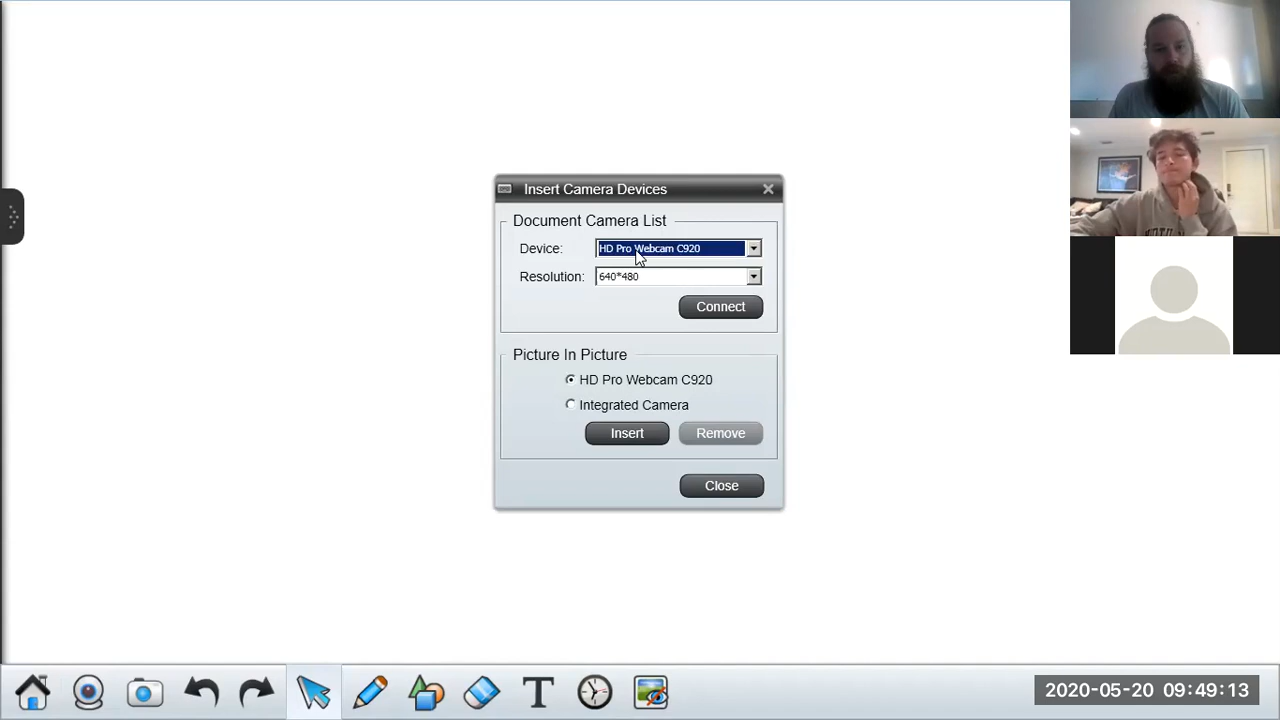 Insert Camera Devices
Document Camera List
Device: HD Pro Webcam C920
Resolution: 640*480
Connect
Picture In Picture
HD Pro Webcam C920
Integrated Camera
Insert Remove
Close
T
2020-05-20 09:49:13